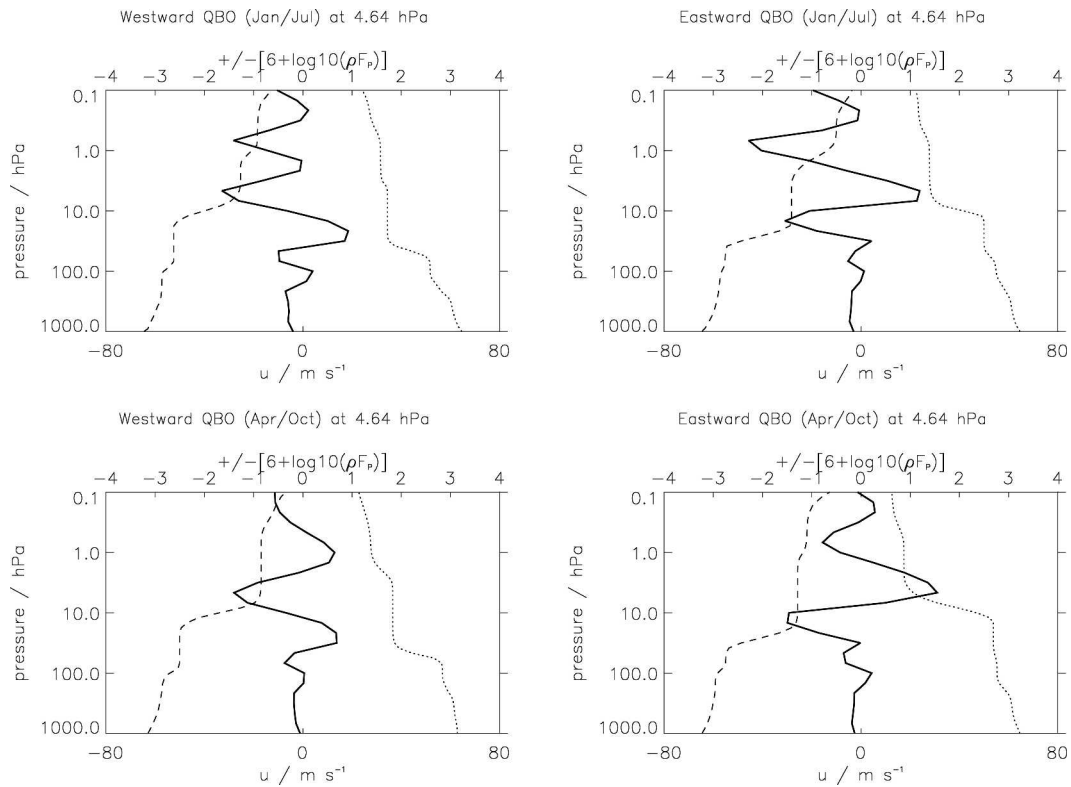 Westward QBO (Jan/Jul) at 4.64 hPa
+/−[6+log10(ρFₚ)]
−4 −3 −2 −1 0 1 2 3 4
0.1
1.0
10.0
100.0
1000.0
pressure / hPa
−80 0 80
u / m s⁻¹
Eastward QBO (Jan/Jul) at 4.64 hPa
+/−[6+log10(ρFₚ)]
−4 −3 −2 −1 0 1 2 3 4
0.1
1.0
10.0
100.0
1000.0
pressure / hPa
−80 0 80
u / m s⁻¹
Westward QBO (Apr/Oct) at 4.64 hPa
+/−[6+log10(ρFₚ)]
−4 −3 −2 −1 0 1 2 3 4
0.1
1.0
10.0
100.0
1000.0
pressure / hPa
−80 0 80
u / m s⁻¹
Eastward QBO (Apr/Oct) at 4.64 hPa
+/−[6+log10(ρFₚ)]
−4 −3 −2 −1 0 1 2 3 4
0.1
1.0
10.0
100.0
1000.0
pressure / hPa
−80 0 80
u / m s⁻¹